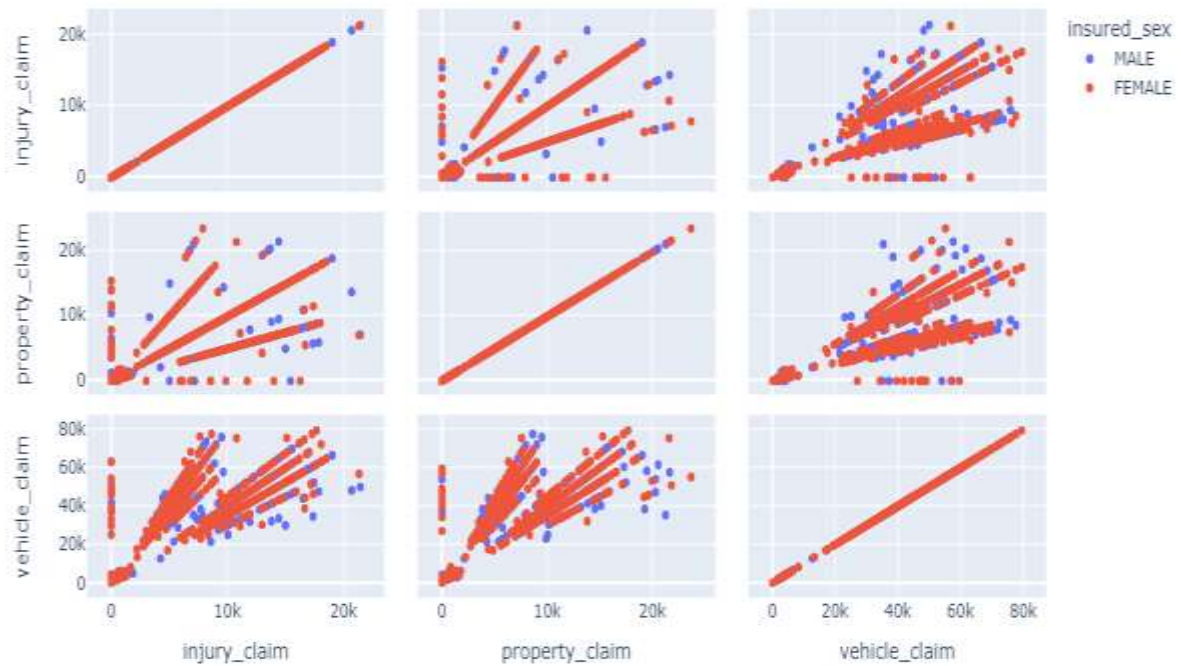 insured_sex
MALE
FEMALE
injury_claim
20k
10k
0
property_claim
20k
10k
0
vehicle_claim
80k
60k
40k
20k
0
0 10k 20k
0 10k 20k
0 20k 40k 60k 80k
injury_claim
property_claim
vehicle_claim